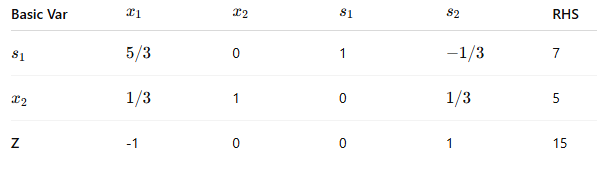 Basic Var x₁ x₂ s₁ s₂ RHS
s₁ 5/3 0 1 −1/3 7
x₂ 1/3 1 0 1/3 5
Z -1 0 0 1 15